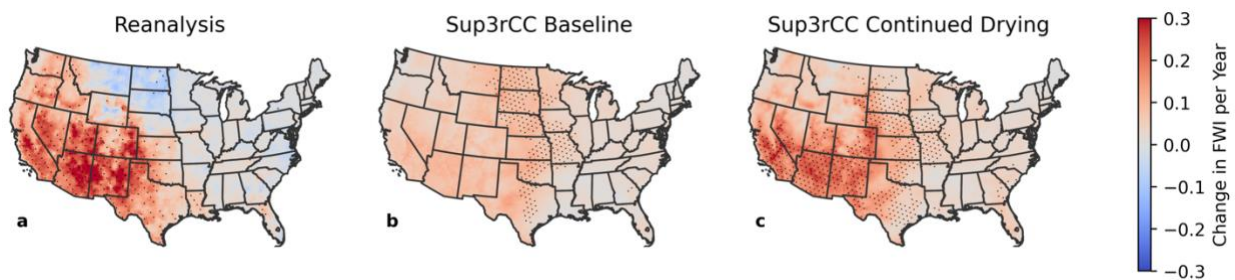 Reanalysis
Sup3rCC Baseline
Sup3rCC Continued Drying
a
b
c
0.3
0.2
0.1
0.0
−0.1
−0.2
−0.3
Change in FWI per Year